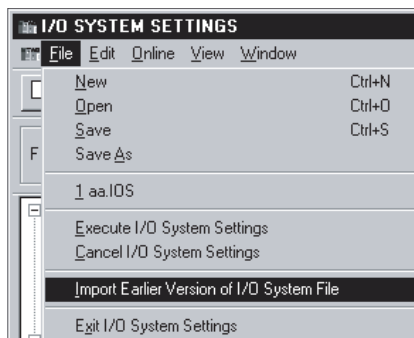 I/O SYSTEM SETTINGS
File Edit Online View Window
New Ctrl+N
Open Ctrl+O
Save Ctrl+S
Save As
F
1 aa.IOS
Execute I/O System Settings
Cancel I/O System Settings
Import Earlier Version of I/O System File
Exit I/O System Settings